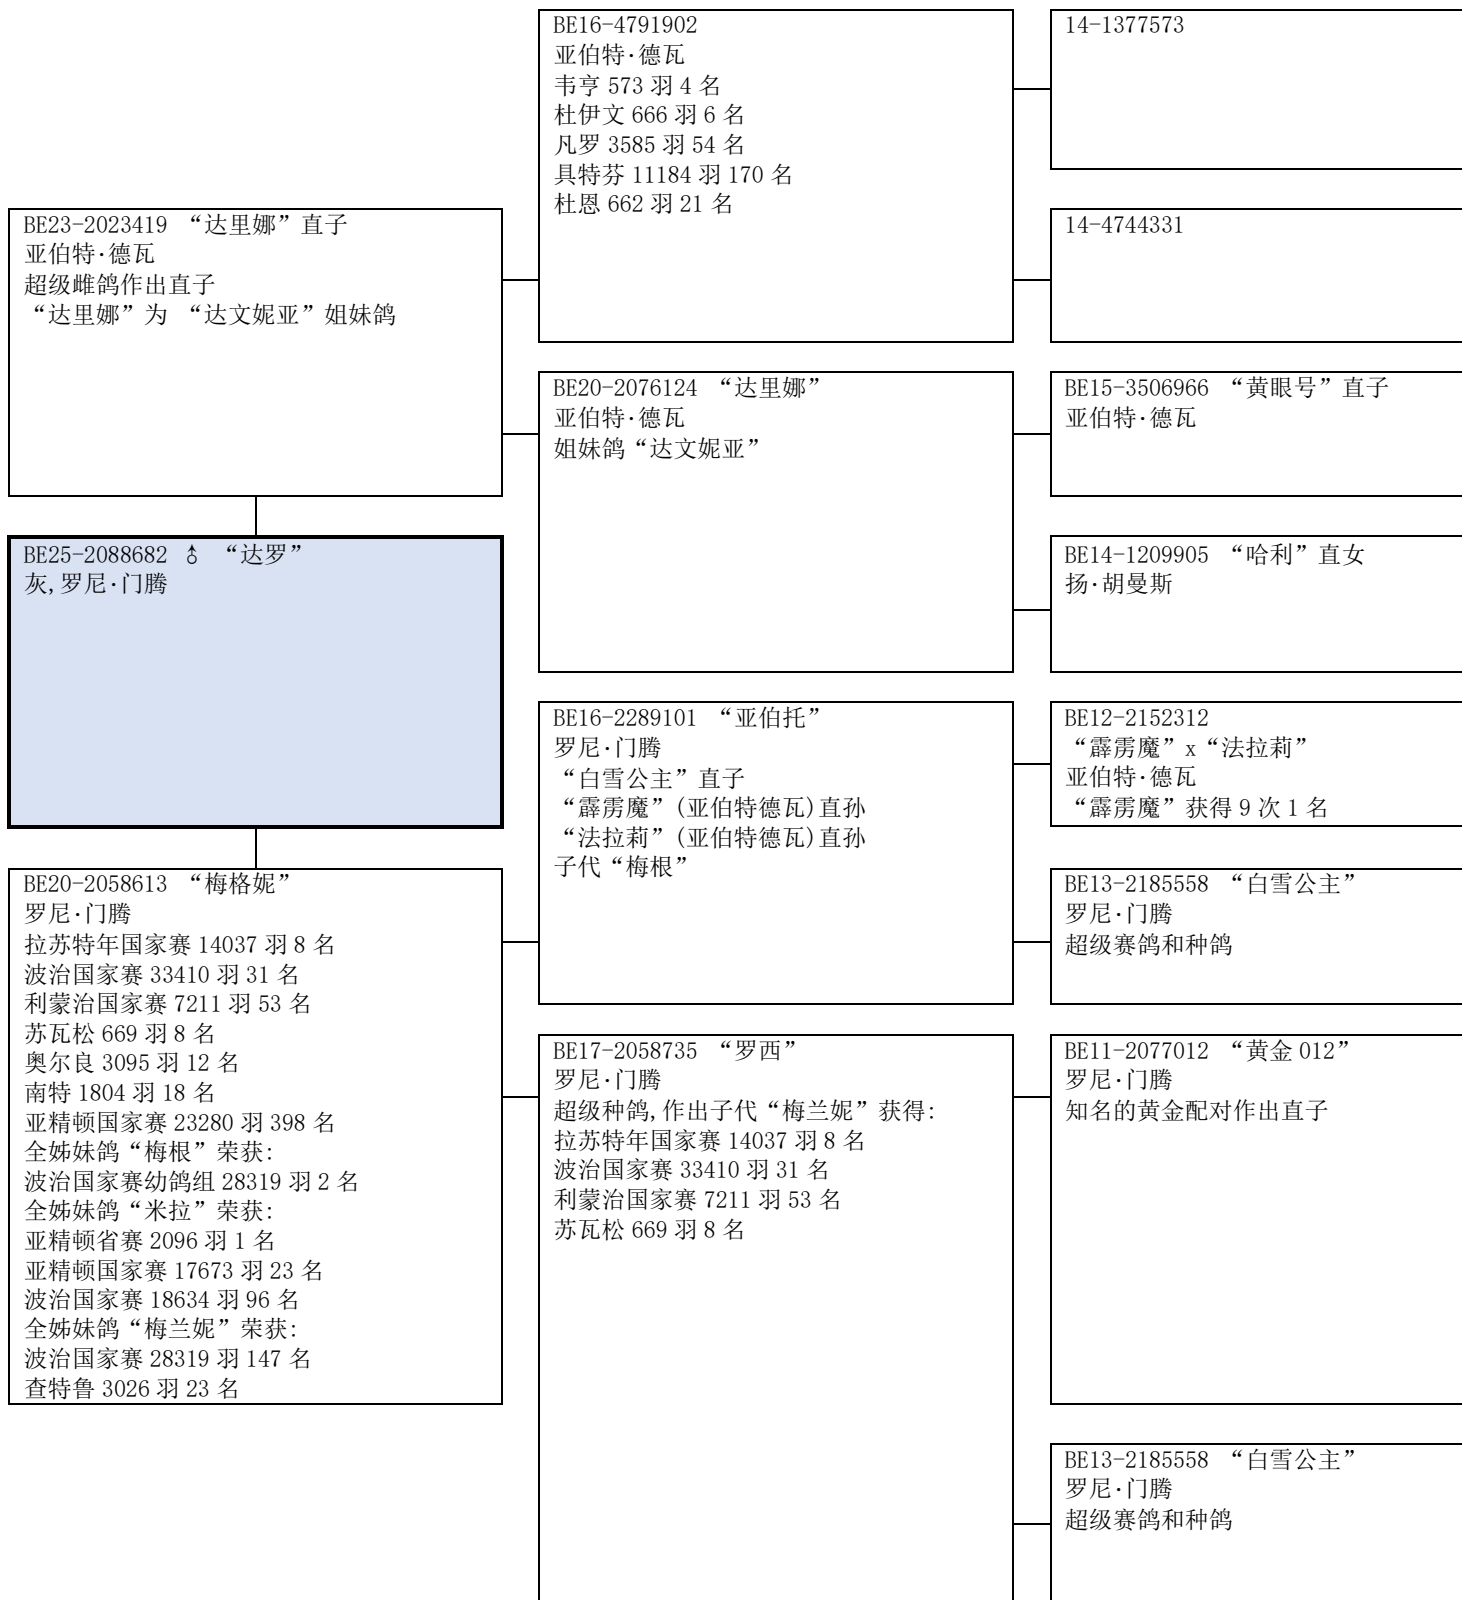 BE16-4791902
亚伯特·德瓦
韦亨 573 羽 4 名
杜伊文 666 羽 6 名
凡罗 3585 羽 54 名
具特芬 11184 羽 170 名
杜恩 662 羽 21 名
14-1377573
14-4744331
BE23-2023419 “达里娜”直子
亚伯特·德瓦
超级雌鸽作出直子
“达里娜”为 “达文妮亚”姐妹鸽
BE20-2076124 “达里娜”
亚伯特·德瓦
姐妹鸽“达文妮亚”
BE15-3506966 “黄眼号”直子
亚伯特·德瓦
BE14-1209905 “哈利”直女
扬·胡曼斯
BE25-2088682 ♂ “达罗”
灰,罗尼·门腾
BE16-2289101 “亚伯托”
罗尼·门腾
“白雪公主”直子
“霹雳魔”(亚伯特德瓦)直孙
“法拉莉”(亚伯特德瓦)直孙
子代“梅根”
BE12-2152312
“霹雳魔”x“法拉莉”
亚伯特·德瓦
“霹雳魔”获得 9 次 1 名
BE13-2185558 “白雪公主”
罗尼·门腾
超级赛鸽和种鸽
BE20-2058613 “梅格妮”
罗尼·门腾
拉苏特年国家赛 14037 羽 8 名
波治国家赛 33410 羽 31 名
利蒙治国家赛 7211 羽 53 名
苏瓦松 669 羽 8 名
奥尔良 3095 羽 12 名
南特 1804 羽 18 名
亚精顿国家赛 23280 羽 398 名
全姊妹鸽“梅根”荣获:
波治国家赛幼鸽组 28319 羽 2 名
全姊妹鸽“米拉”荣获:
亚精顿省赛 2096 羽 1 名
亚精顿国家赛 17673 羽 23 名
波治国家赛 18634 羽 96 名
全姊妹鸽“梅兰妮”荣获:
波治国家赛 28319 羽 147 名
查特鲁 3026 羽 23 名
BE17-2058735 “罗西”
罗尼·门腾
超级种鸽,作出子代“梅兰妮”获得:
拉苏特年国家赛 14037 羽 8 名
波治国家赛 33410 羽 31 名
利蒙治国家赛 7211 羽 53 名
苏瓦松 669 羽 8 名
BE11-2077012 “黄金 012”
罗尼·门腾
知名的黄金配对作出直子
BE13-2185558 “白雪公主”
罗尼·门腾
超级赛鸽和种鸽